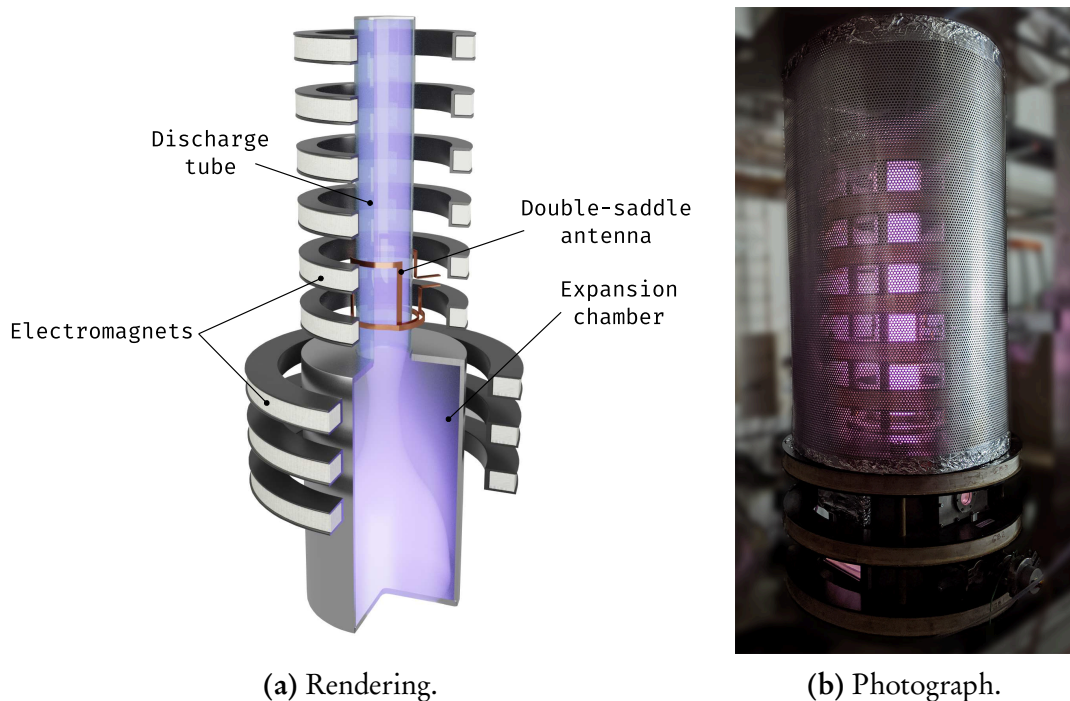 Discharge
tube
Double-saddle
antenna
Expansion
chamber
Electromagnets
(a) Rendering.
(b) Photograph.